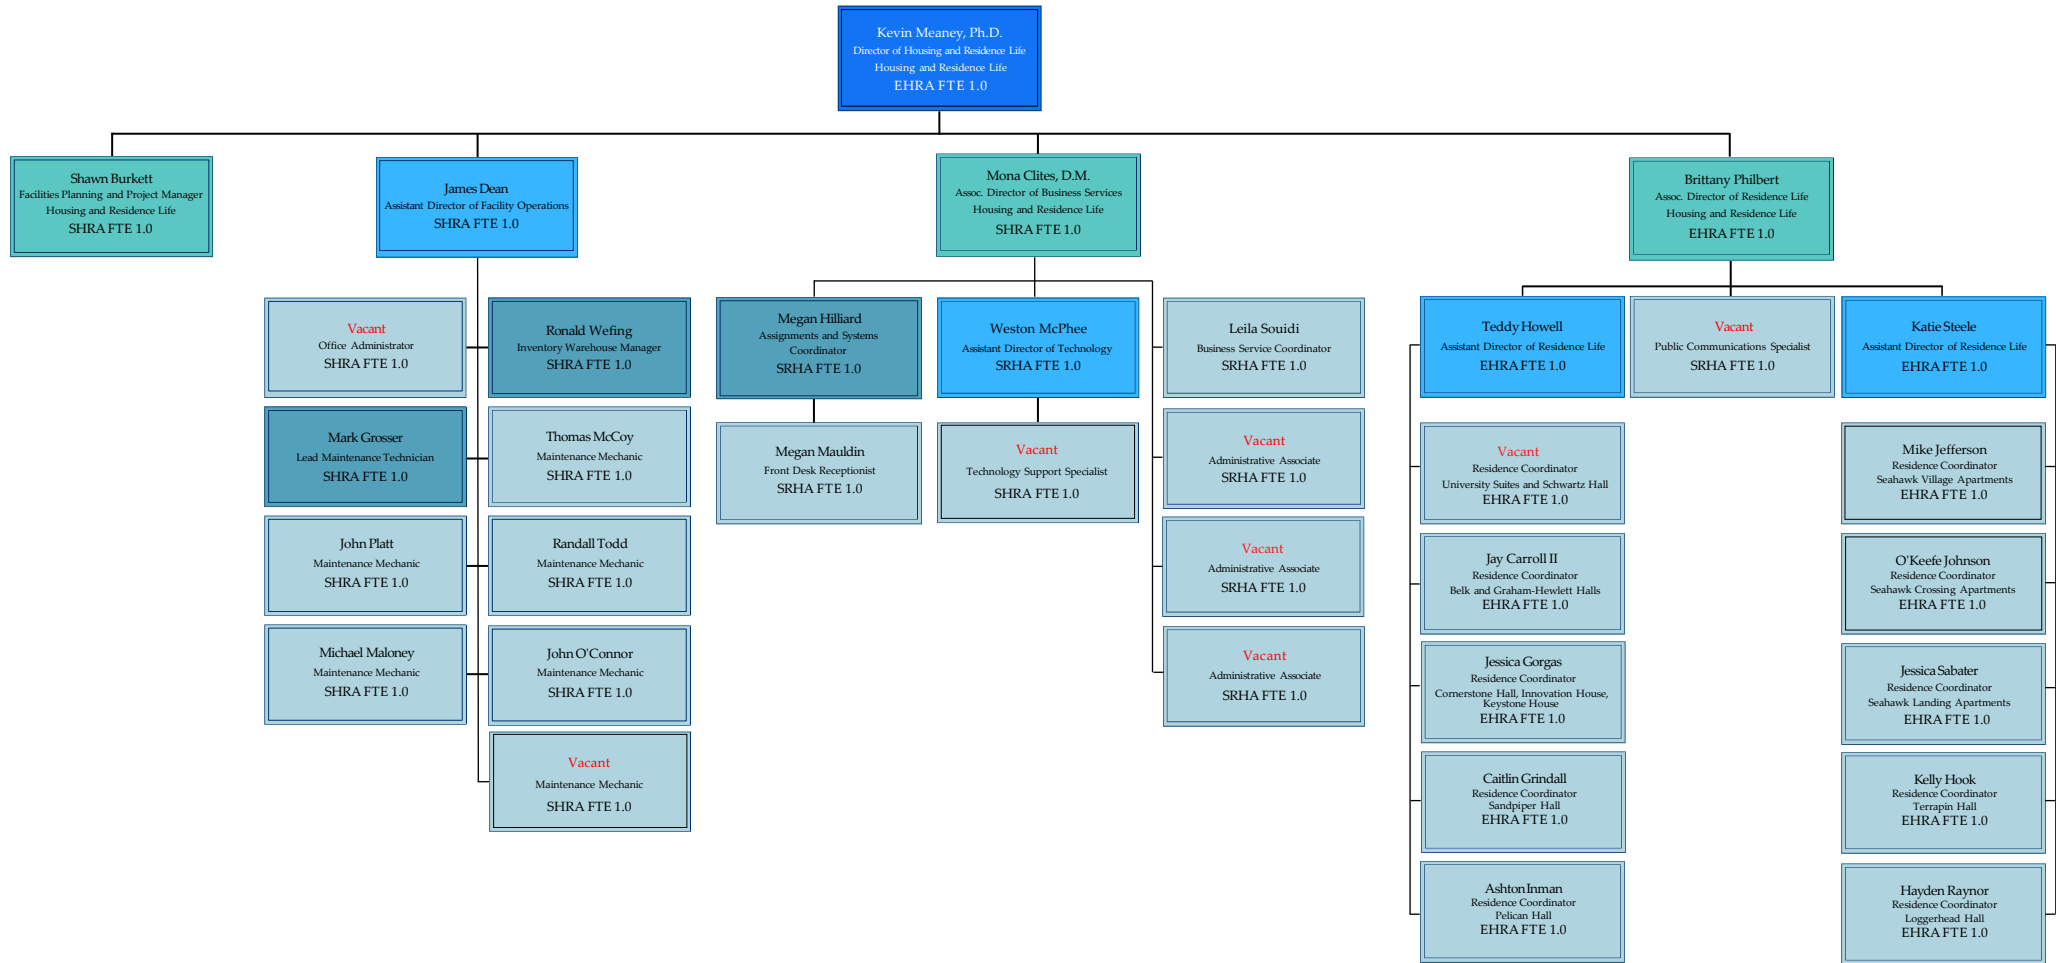 Kevin Meaney, Ph.D.
Director of Housing and Residence Life
Housing and Residence Life
EHRA FTE 1.0
Shawn Burkett
Facilities Planning and Project Manager
Housing and Residence Life
SHRA FTE 1.0
James Dean
Assistant Director of Facility Operations
SHRA FTE 1.0
Mona Clites, D.M.
Assoc. Director of Business Services
Housing and Residence Life
SHRA FTE 1.0
Brittany Philbert
Assoc. Director of Residence Life
Housing and Residence Life
EHRA FTE 1.0
Vacant
Office Administrator
SHRA FTE 1.0
Ronald Wefing
Inventory Warehouse Manager
SHRA FTE 1.0
Mark Grosser
Lead Maintenance Technician
SHRA FTE 1.0
Thomas McCoy
Maintenance Mechanic
SHRA FTE 1.0
John Platt
Maintenance Mechanic
SHRA FTE 1.0
Randall Todd
Maintenance Mechanic
SHRA FTE 1.0
Michael Maloney
Maintenance Mechanic
SHRA FTE 1.0
John O'Connor
Maintenance Mechanic
SHRA FTE 1.0
Vacant
Maintenance Mechanic
SHRA FTE 1.0
Megan Hilliard
Assignments and Systems
Coordinator
SRHA FTE 1.0
Megan Mauldin
Front Desk Receptionist
SRHA FTE 1.0
Weston McPhee
Assistant Director of Technology
SRHA FTE 1.0
Vacant
Technology Support Specialist
SHRA FTE 1.0
Leila Souidi
Business Service Coordinator
SRHA FTE 1.0
Vacant
Administrative Associate
SRHA FTE 1.0
Vacant
Administrative Associate
SRHA FTE 1.0
Vacant
Administrative Associate
SRHA FTE 1.0
Teddy Howell
Assistant Director of Residence Life
EHRA FTE 1.0
Vacant
Residence Coordinator
University Suites and Schwartz Hall
EHRA FTE 1.0
Jay Carroll II
Residence Coordinator
Belk and Graham-Hewlett Halls
EHRA FTE 1.0
Jessica Gorgas
Residence Coordinator
Cornerstone Hall, Innovation House,
Keystone House
EHRA FTE 1.0
Caitlin Grindall
Residence Coordinator
Sandpiper Hall
EHRA FTE 1.0
Ashton Inman
Residence Coordinator
Pelican Hall
EHRA FTE 1.0
Vacant
Public Communications Specialist
SRHA FTE 1.0
Katie Steele
Assistant Director of Residence Life
EHRA FTE 1.0
Mike Jefferson
Residence Coordinator
Seahawk Village Apartments
EHRA FTE 1.0
O'Keefe Johnson
Residence Coordinator
Seahawk Crossing Apartments
EHRA FTE 1.0
Jessica Sabater
Residence Coordinator
Seahawk Landing Apartments
EHRA FTE 1.0
Kelly Hook
Residence Coordinator
Terrapin Hall
EHRA FTE 1.0
Hayden Raynor
Residence Coordinator
Loggerhead Hall
EHRA FTE 1.0